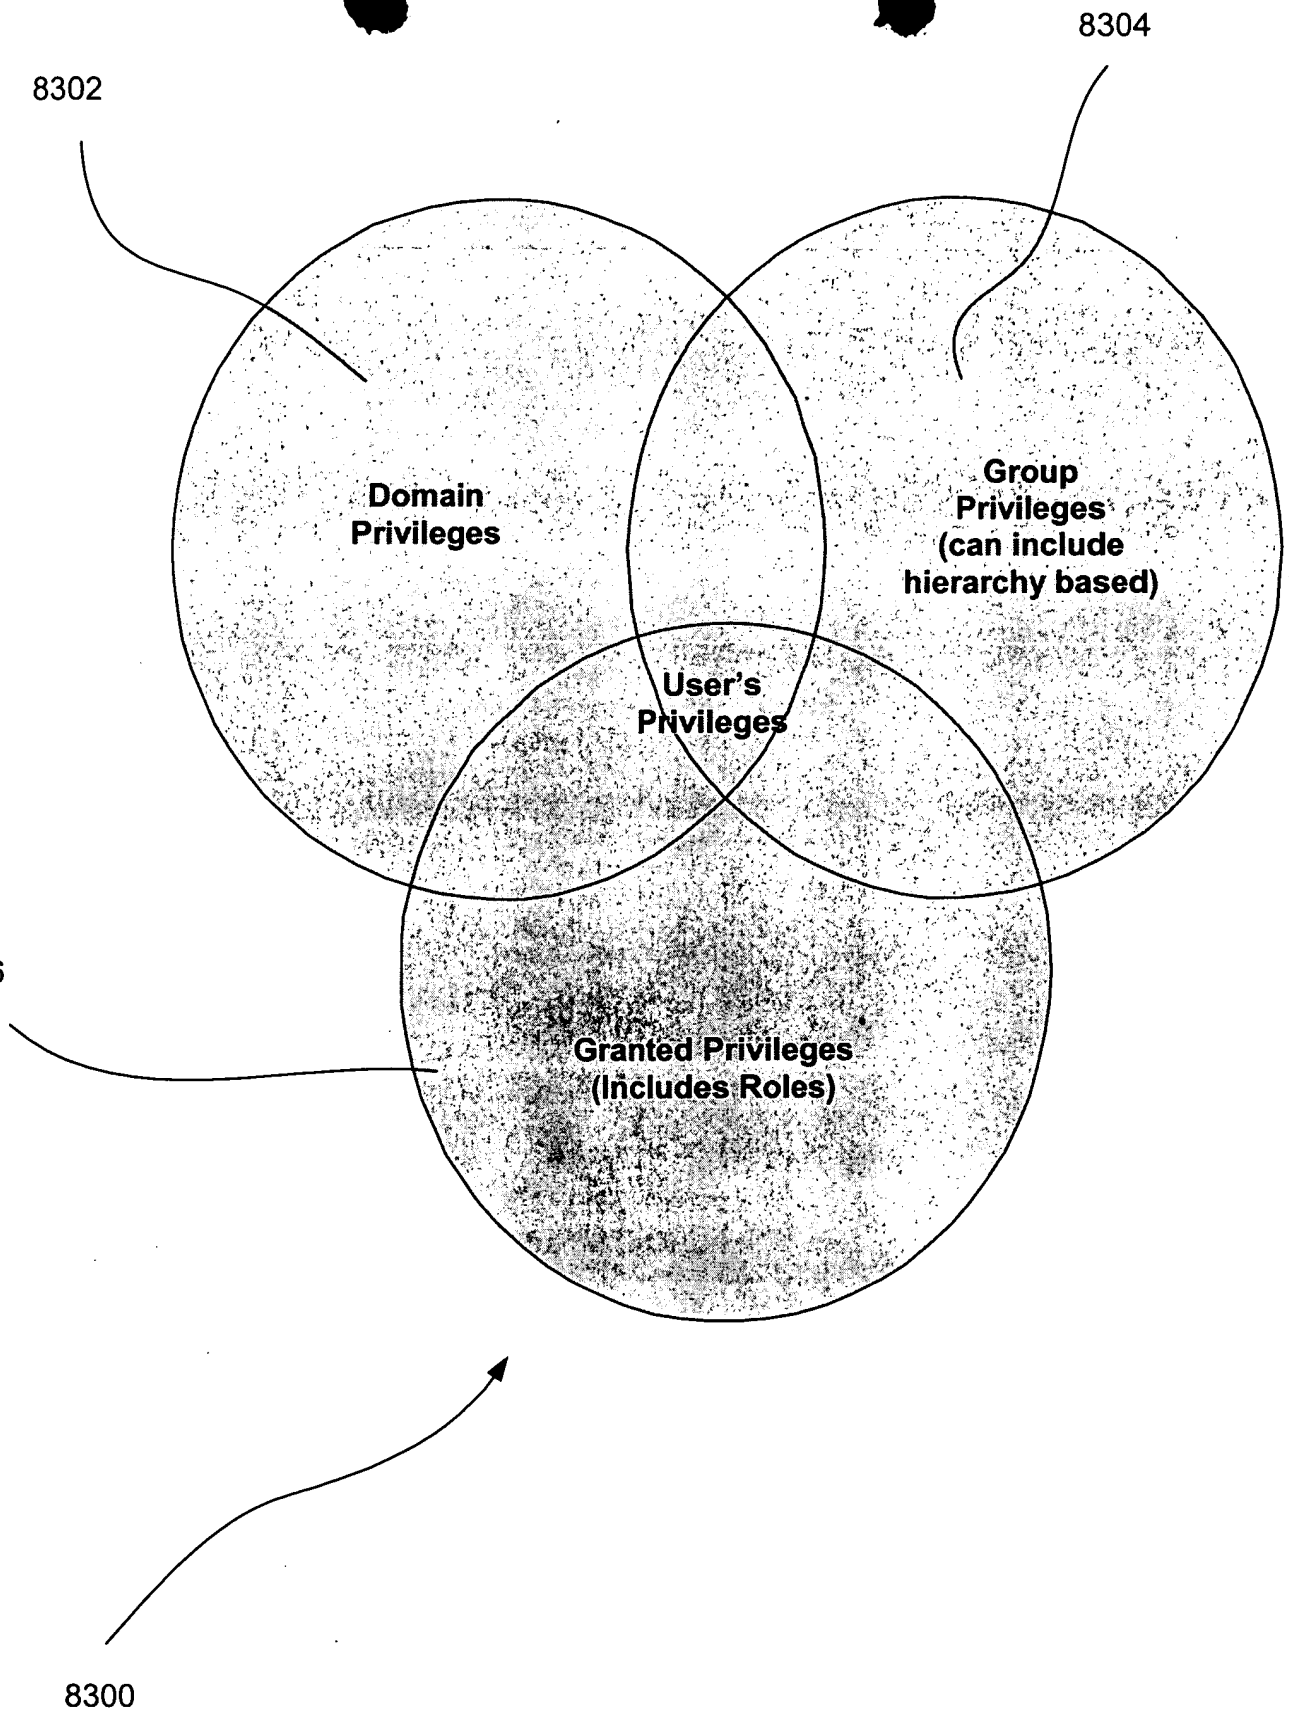 8304
8302
Domain
Privileges
Group
Privileges
(can include
hierarchy based)
User's
Privileges
Granted Privileges
(Includes Roles)
8300